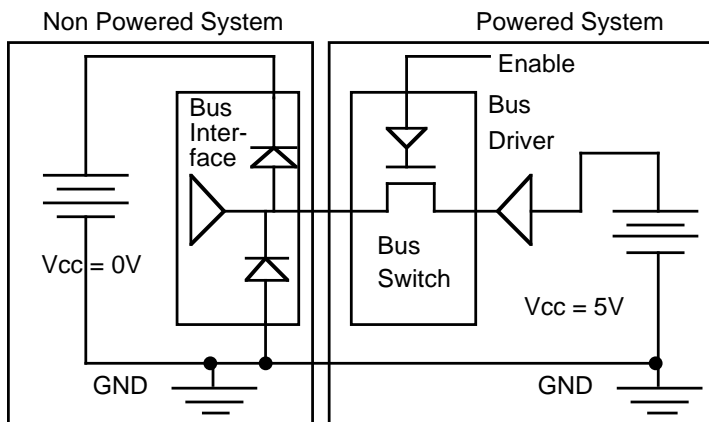 Non Powered System
Powered System
Enable
Bus
Inter-
face
Bus
Driver
Bus
Switch
Vcc = 0V
Vcc = 5V
GND
GND